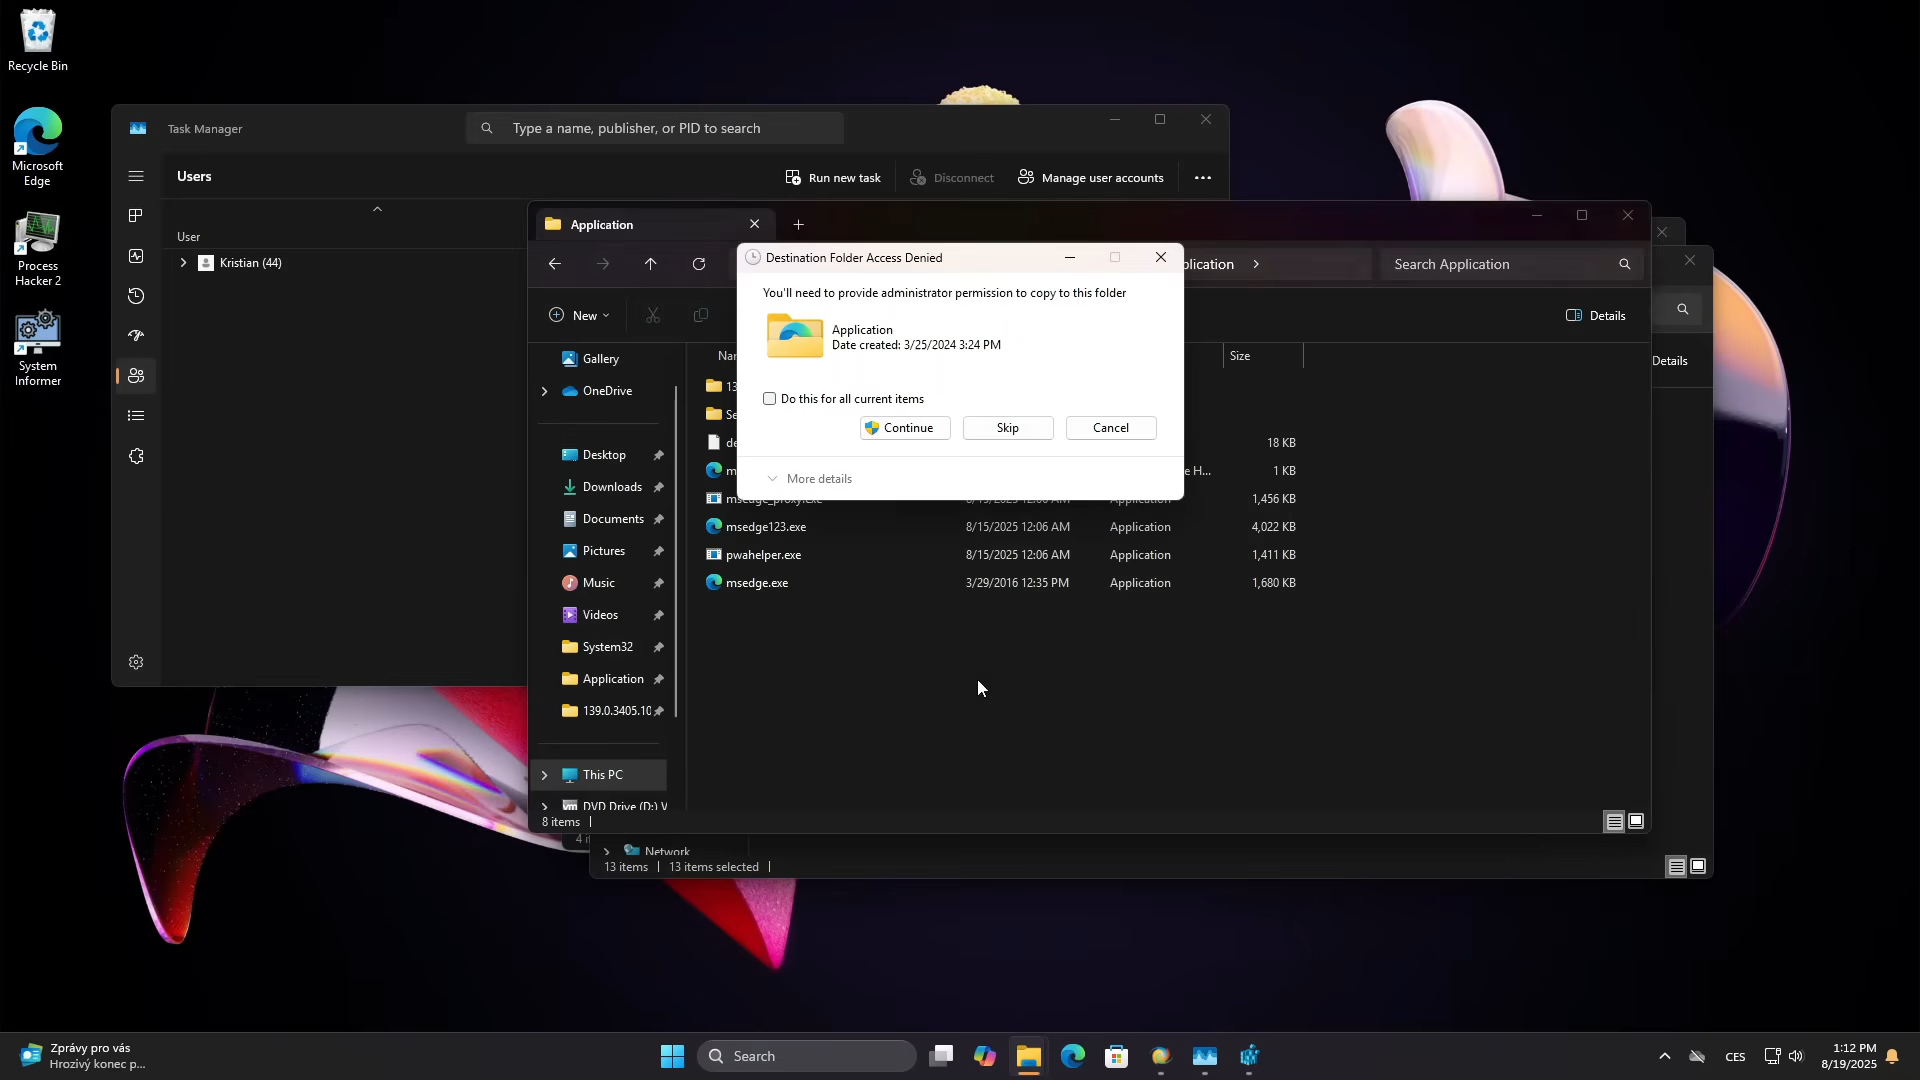 Recycle Bin
Microsoft
Edge
Process
Hacker 2
System
Informer
Task Manager
Type a name, publisher, or PID to search
Users
Run new task
Disconnect
Manage user accounts
User
Kristian (44)
Application
Search Application
New
Details
Details
Gallery
OneDrive
Desktop
Downloads
Documents
Pictures
Music
Videos
System32
Application
139.0.3405.10
This PC
DVD Drive (D:) V
8 items
Size
18 KB
1 KB
1,456 KB
msedge123.exe 8/15/2025 12:06 AM Application 4,022 KB
pwahelper.exe 8/15/2025 12:06 AM Application 1,411 KB
msedge.exe 3/29/2016 12:35 PM Application 1,680 KB
msedge_proxy.exe 8/15/2025 12:06 AM Application
Destination Folder Access Denied
You'll need to provide administrator permission to copy to this folder
Application
Date created: 3/25/2024 3:24 PM
Do this for all current items
Continue
Skip
Cancel
More details
Network
13 items
13 items selected
Zprávy pro vás
Hrozivý konec p...
Search
CES
1:12 PM
8/19/2025